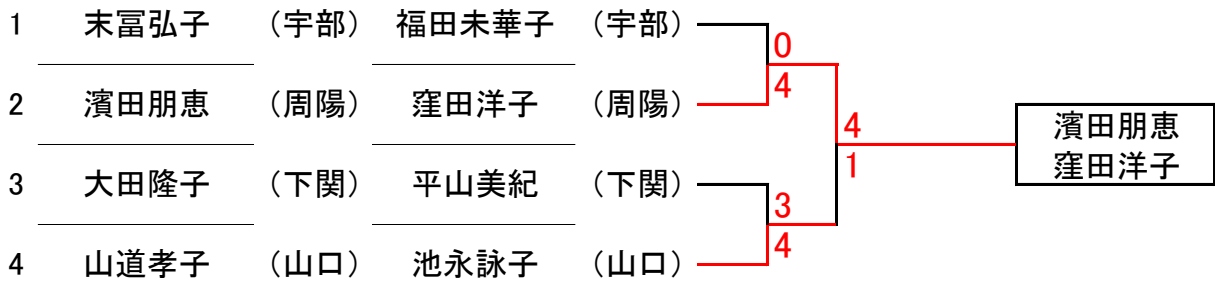 1 末冨弘子 （宇部） 福田未華子 （宇部）
0
2 濱田朋恵 （周陽） 窪田洋子 （周陽）
4
4
1
濱田朋恵
窪田洋子
3 大田隆子 （下関） 平山美紀 （下関）
3
4 山道孝子 （山口） 池永詠子 （山口）
4